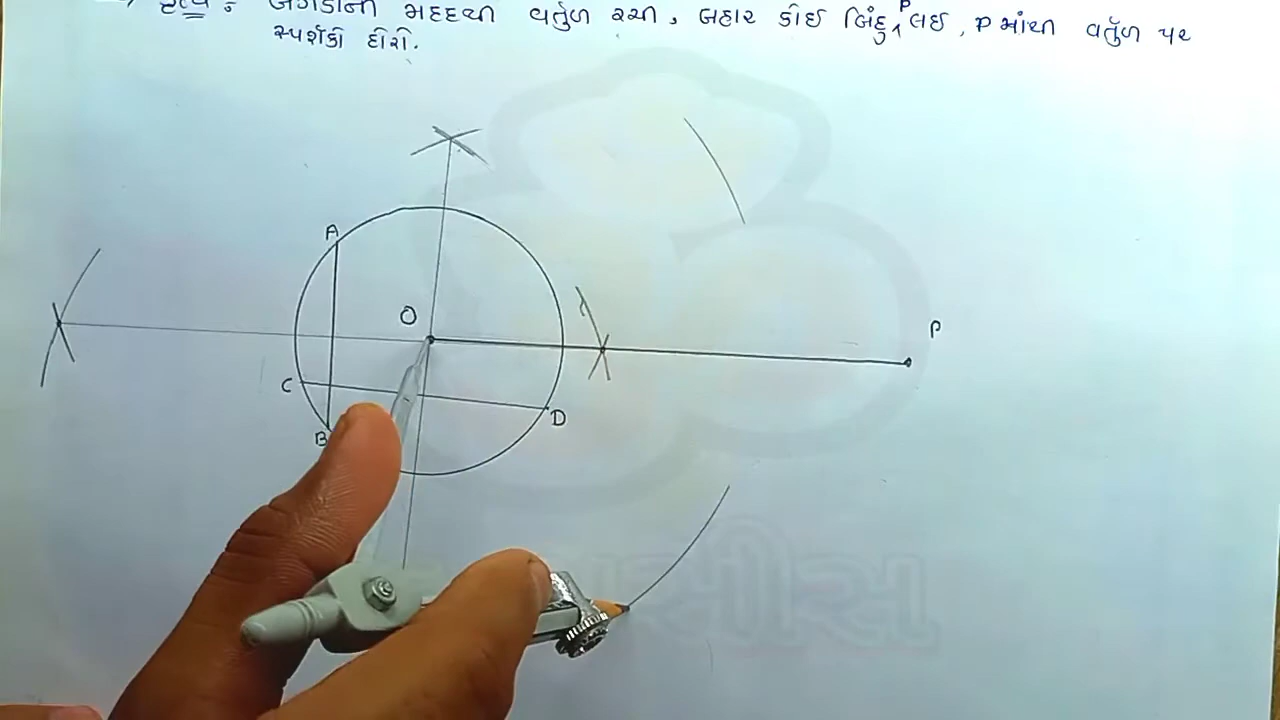 બંગડીની મદદથી વર્તુળ રચી, બહાર કોઈ બિંદુ P લઈ, P માંથી વર્તુળ પર
સ્પર્શકો દોરો.
A
O
P
C
D
B